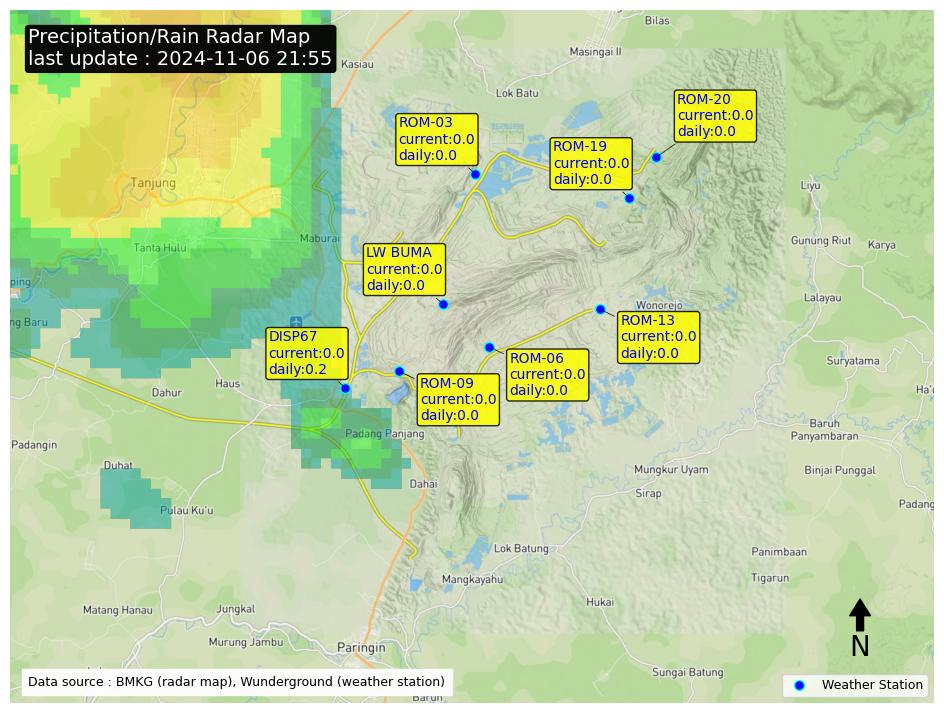 Precipitation/Rain Radar Map
last update : 2024-11-06 21:55
Bilas
Masingai II
Kasiau
Lok Batu
ROM-20
current:0.0
daily:0.0
ROM-03
current:0.0
daily:0.0
ROM-19
current:0.0
daily:0.0
Tanjung
Liyu
Maburai
Tanta Hulu
Gunung Riut
Karya
LW BUMA
current:0.0
daily:0.0
ping
Lalayau
Wonorejo
ng Baru
ROM-13
current:0.0
daily:0.0
DISP67
current:0.0
daily:0.2
ROM-06
current:0.0
daily:0.0
Suryatama
Haus
Dahur
ROM-09
current:0.0
daily:0.0
Ha'o
Baruh
Panyambaran
Padang Panjang
Padangin
Duhat
Mungkur Uyam
Binjai Punggal
Dahai
Sirap
Pulau Ku'u
Padang
Lok Batung
Panimbaan
Mangkayahu
Tigarun
Hukai
Matang Hanau
Jungkal
Murung Jambu
Paringin
N
Sungai Batung
Data source : BMKG (radar map), Wunderground (weather station)
Weather Station
Barun